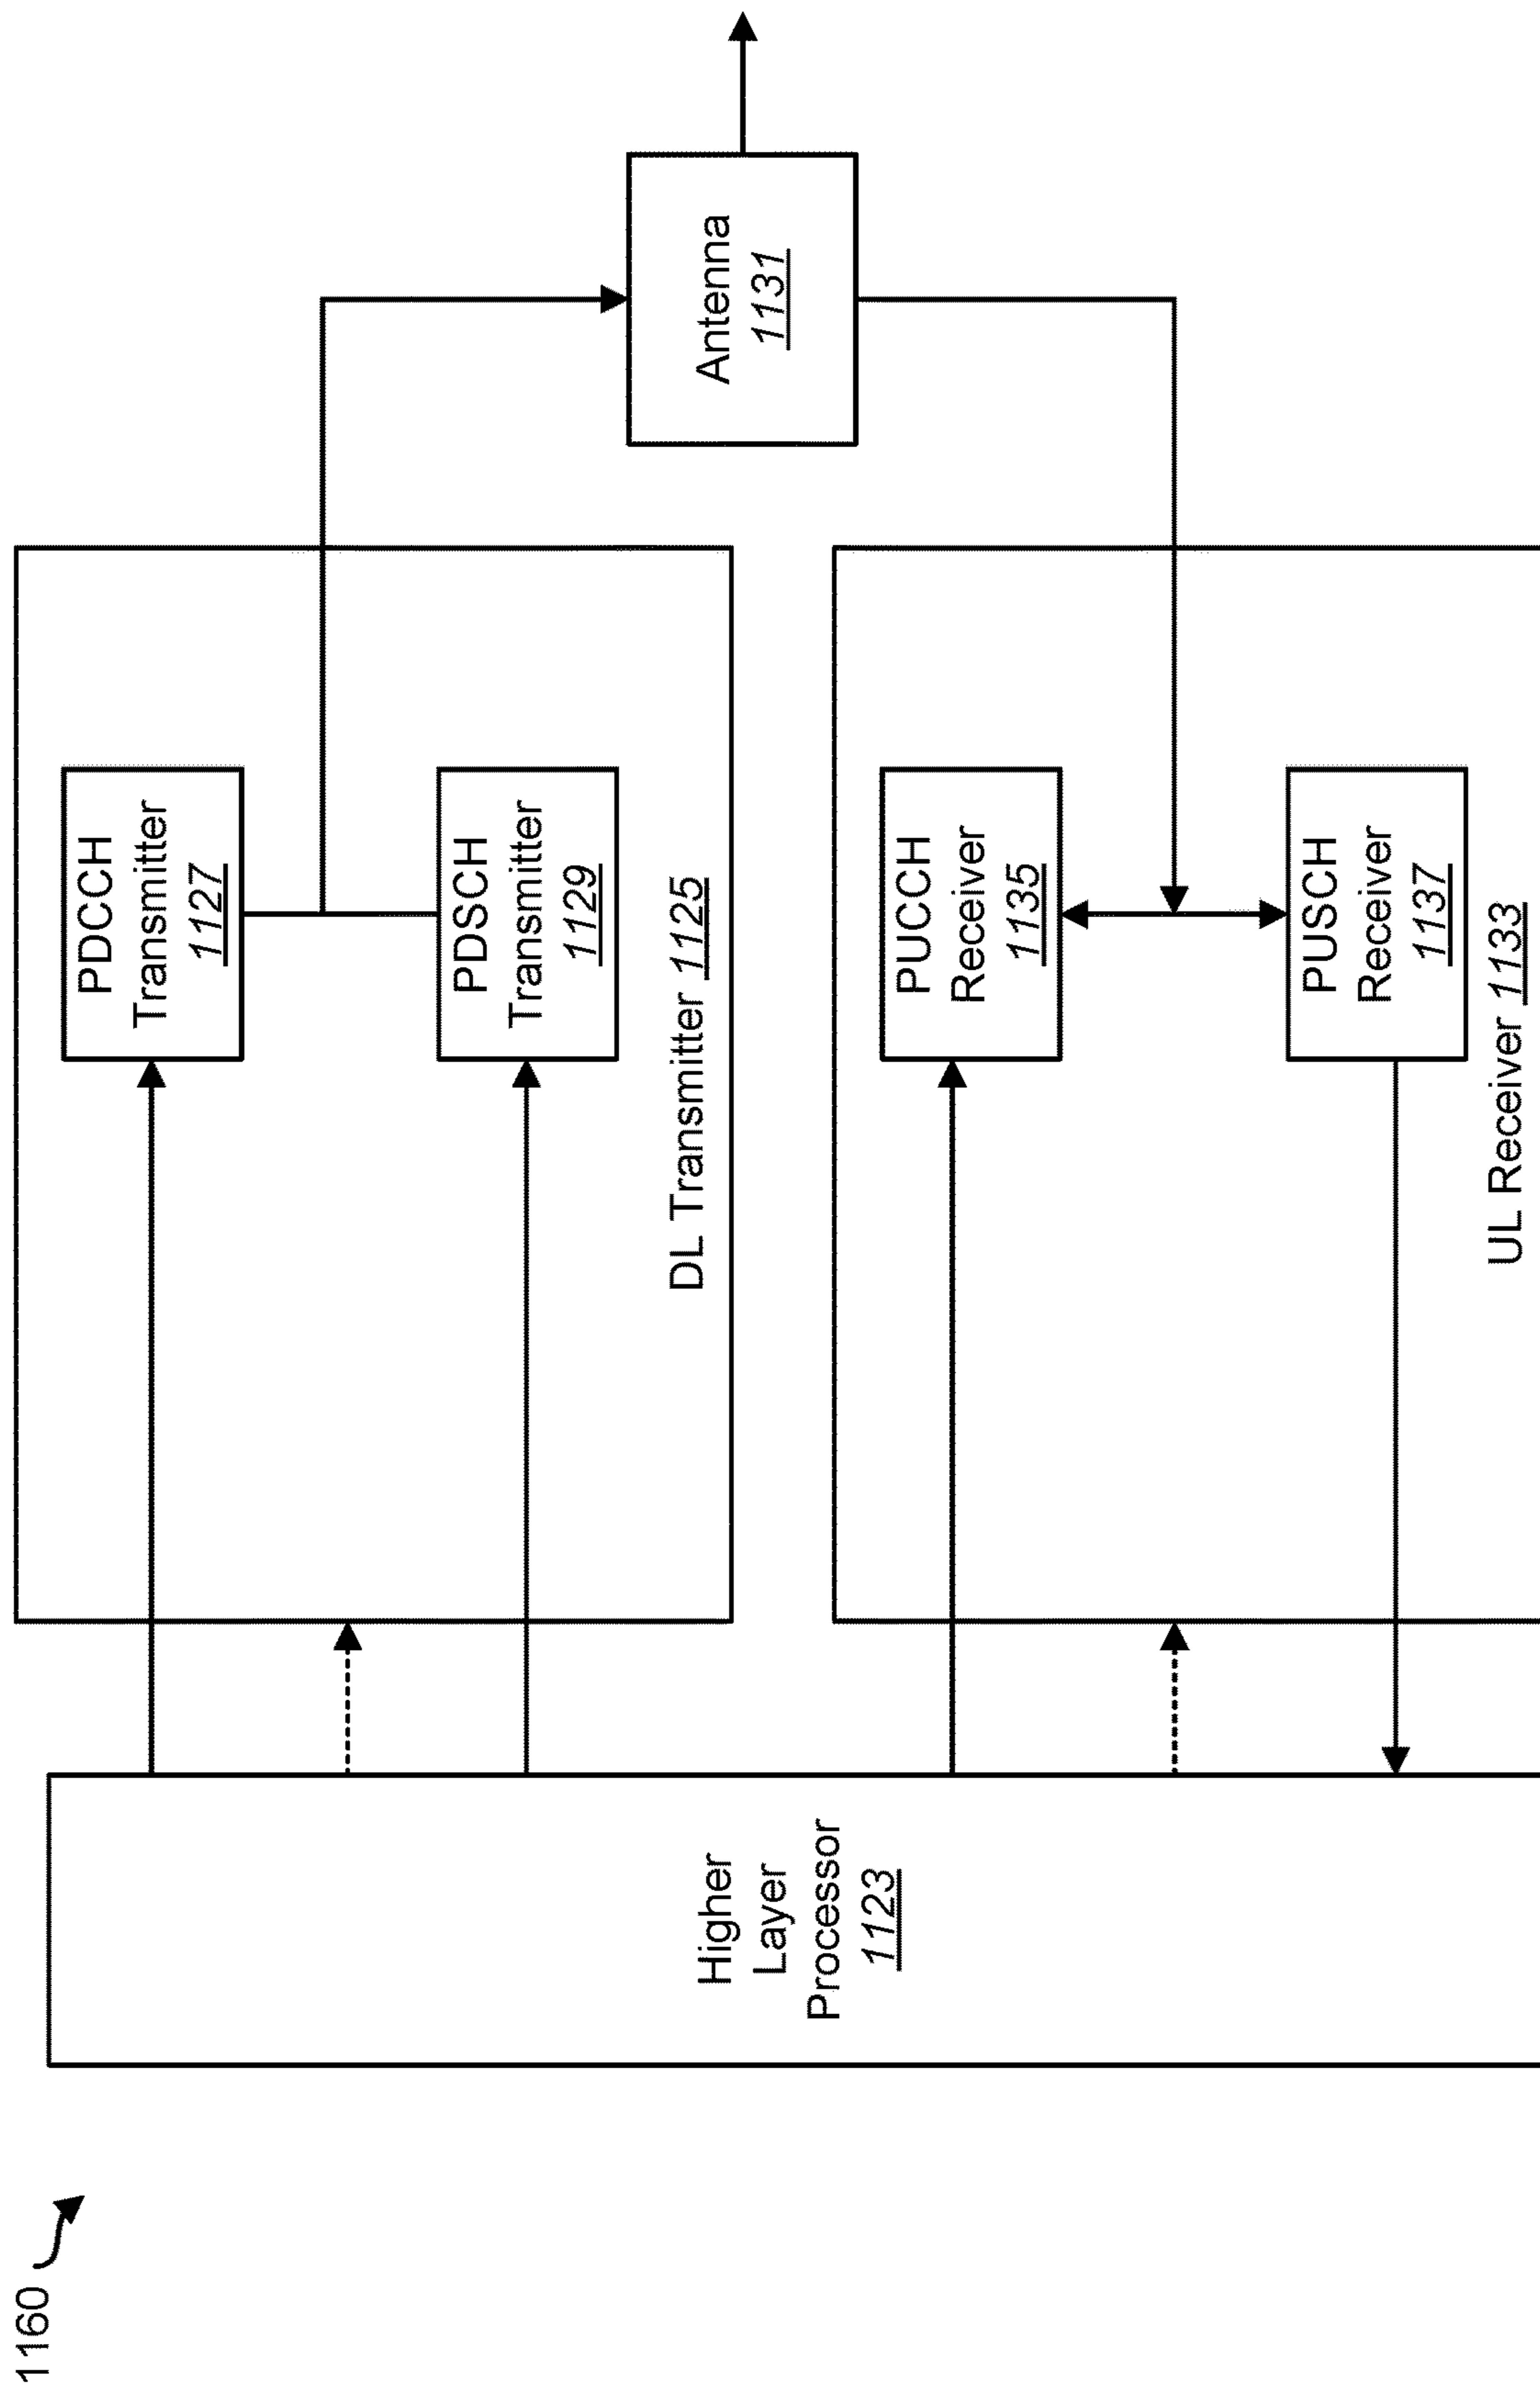 1160
Higher
Layer
Processor
1123
PDCCH
Transmitter
1127
PDSCH
Transmitter
1129
DL Transmitter 1125
PUCCH
Receiver
1135
PUSCH
Receiver
1137
UL Receiver 1133
Antenna
1131